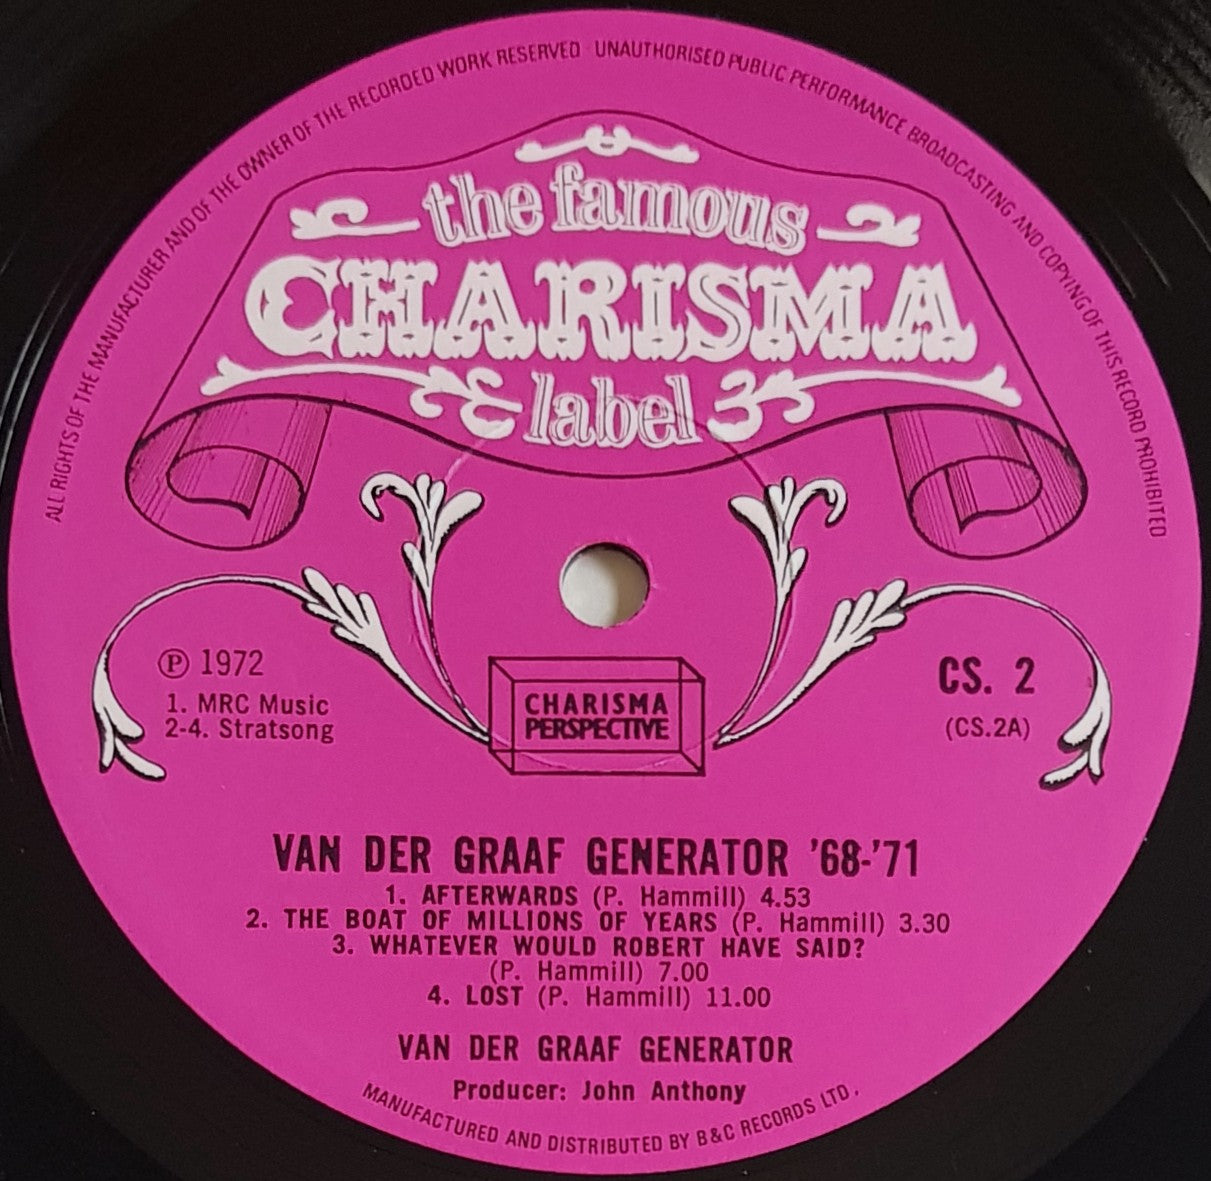 ALL RIGHTS OF THE MANUFACTURER AND OF THE OWNER OF THE RECORDED WORK RESERVED · UNAUTHORISED PUBLIC PERFORMANCE BROADCASTING AND COPYING OF THIS RECORD PROHIBITED
the famous
CHARISMA
label
℗ 1972
1. MRC Music
2-4. Stratsong
CHARISMA
PERSPECTIVE
CS. 2
(CS.2A)
VAN DER GRAAF GENERATOR '68-'71
1. AFTERWARDS (P. Hammill) 4.53
2. THE BOAT OF MILLIONS OF YEARS (P. Hammill) 3.30
3. WHATEVER WOULD ROBERT HAVE SAID?
(P. Hammill) 7.00
4. LOST (P. Hammill) 11.00
VAN DER GRAAF GENERATOR
Producer: John Anthony
MANUFACTURED AND DISTRIBUTED BY B&C RECORDS LTD.